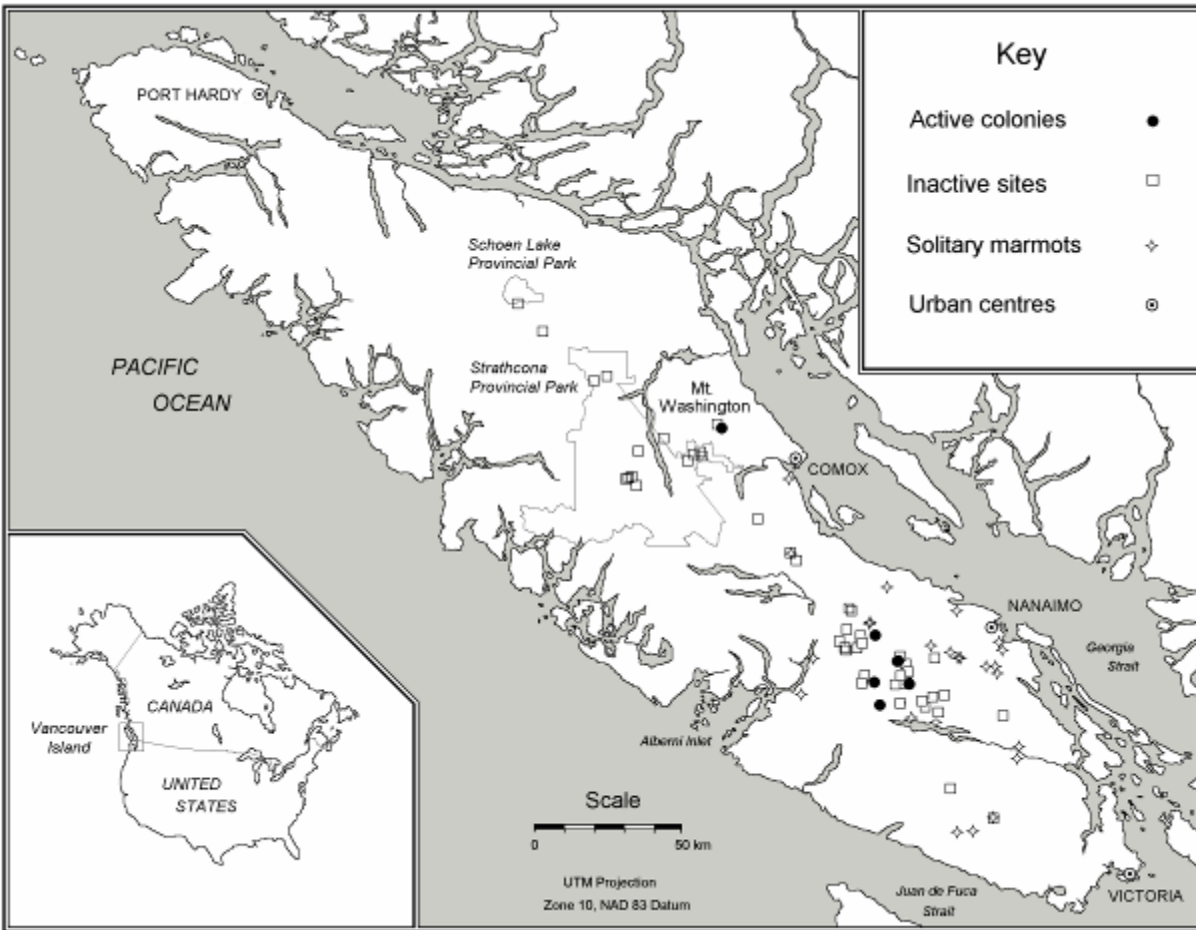 Key
Active colonies
Inactive sites
Solitary marmots
Urban centres
PORT HARDY
Schoen Lake
Provincial Park
PACIFIC
OCEAN
Strathcona
Provincial Park
Mt.
Washington
COMOX
NANAIMO
Georgia
Strait
Alberni Inlet
Vancouver
Island
CANADA
UNITED
STATES
Scale
0 50 km
UTM Projection
Zone 10, NAD 83 Datum
Juan de Fuca
Strait
VICTORIA